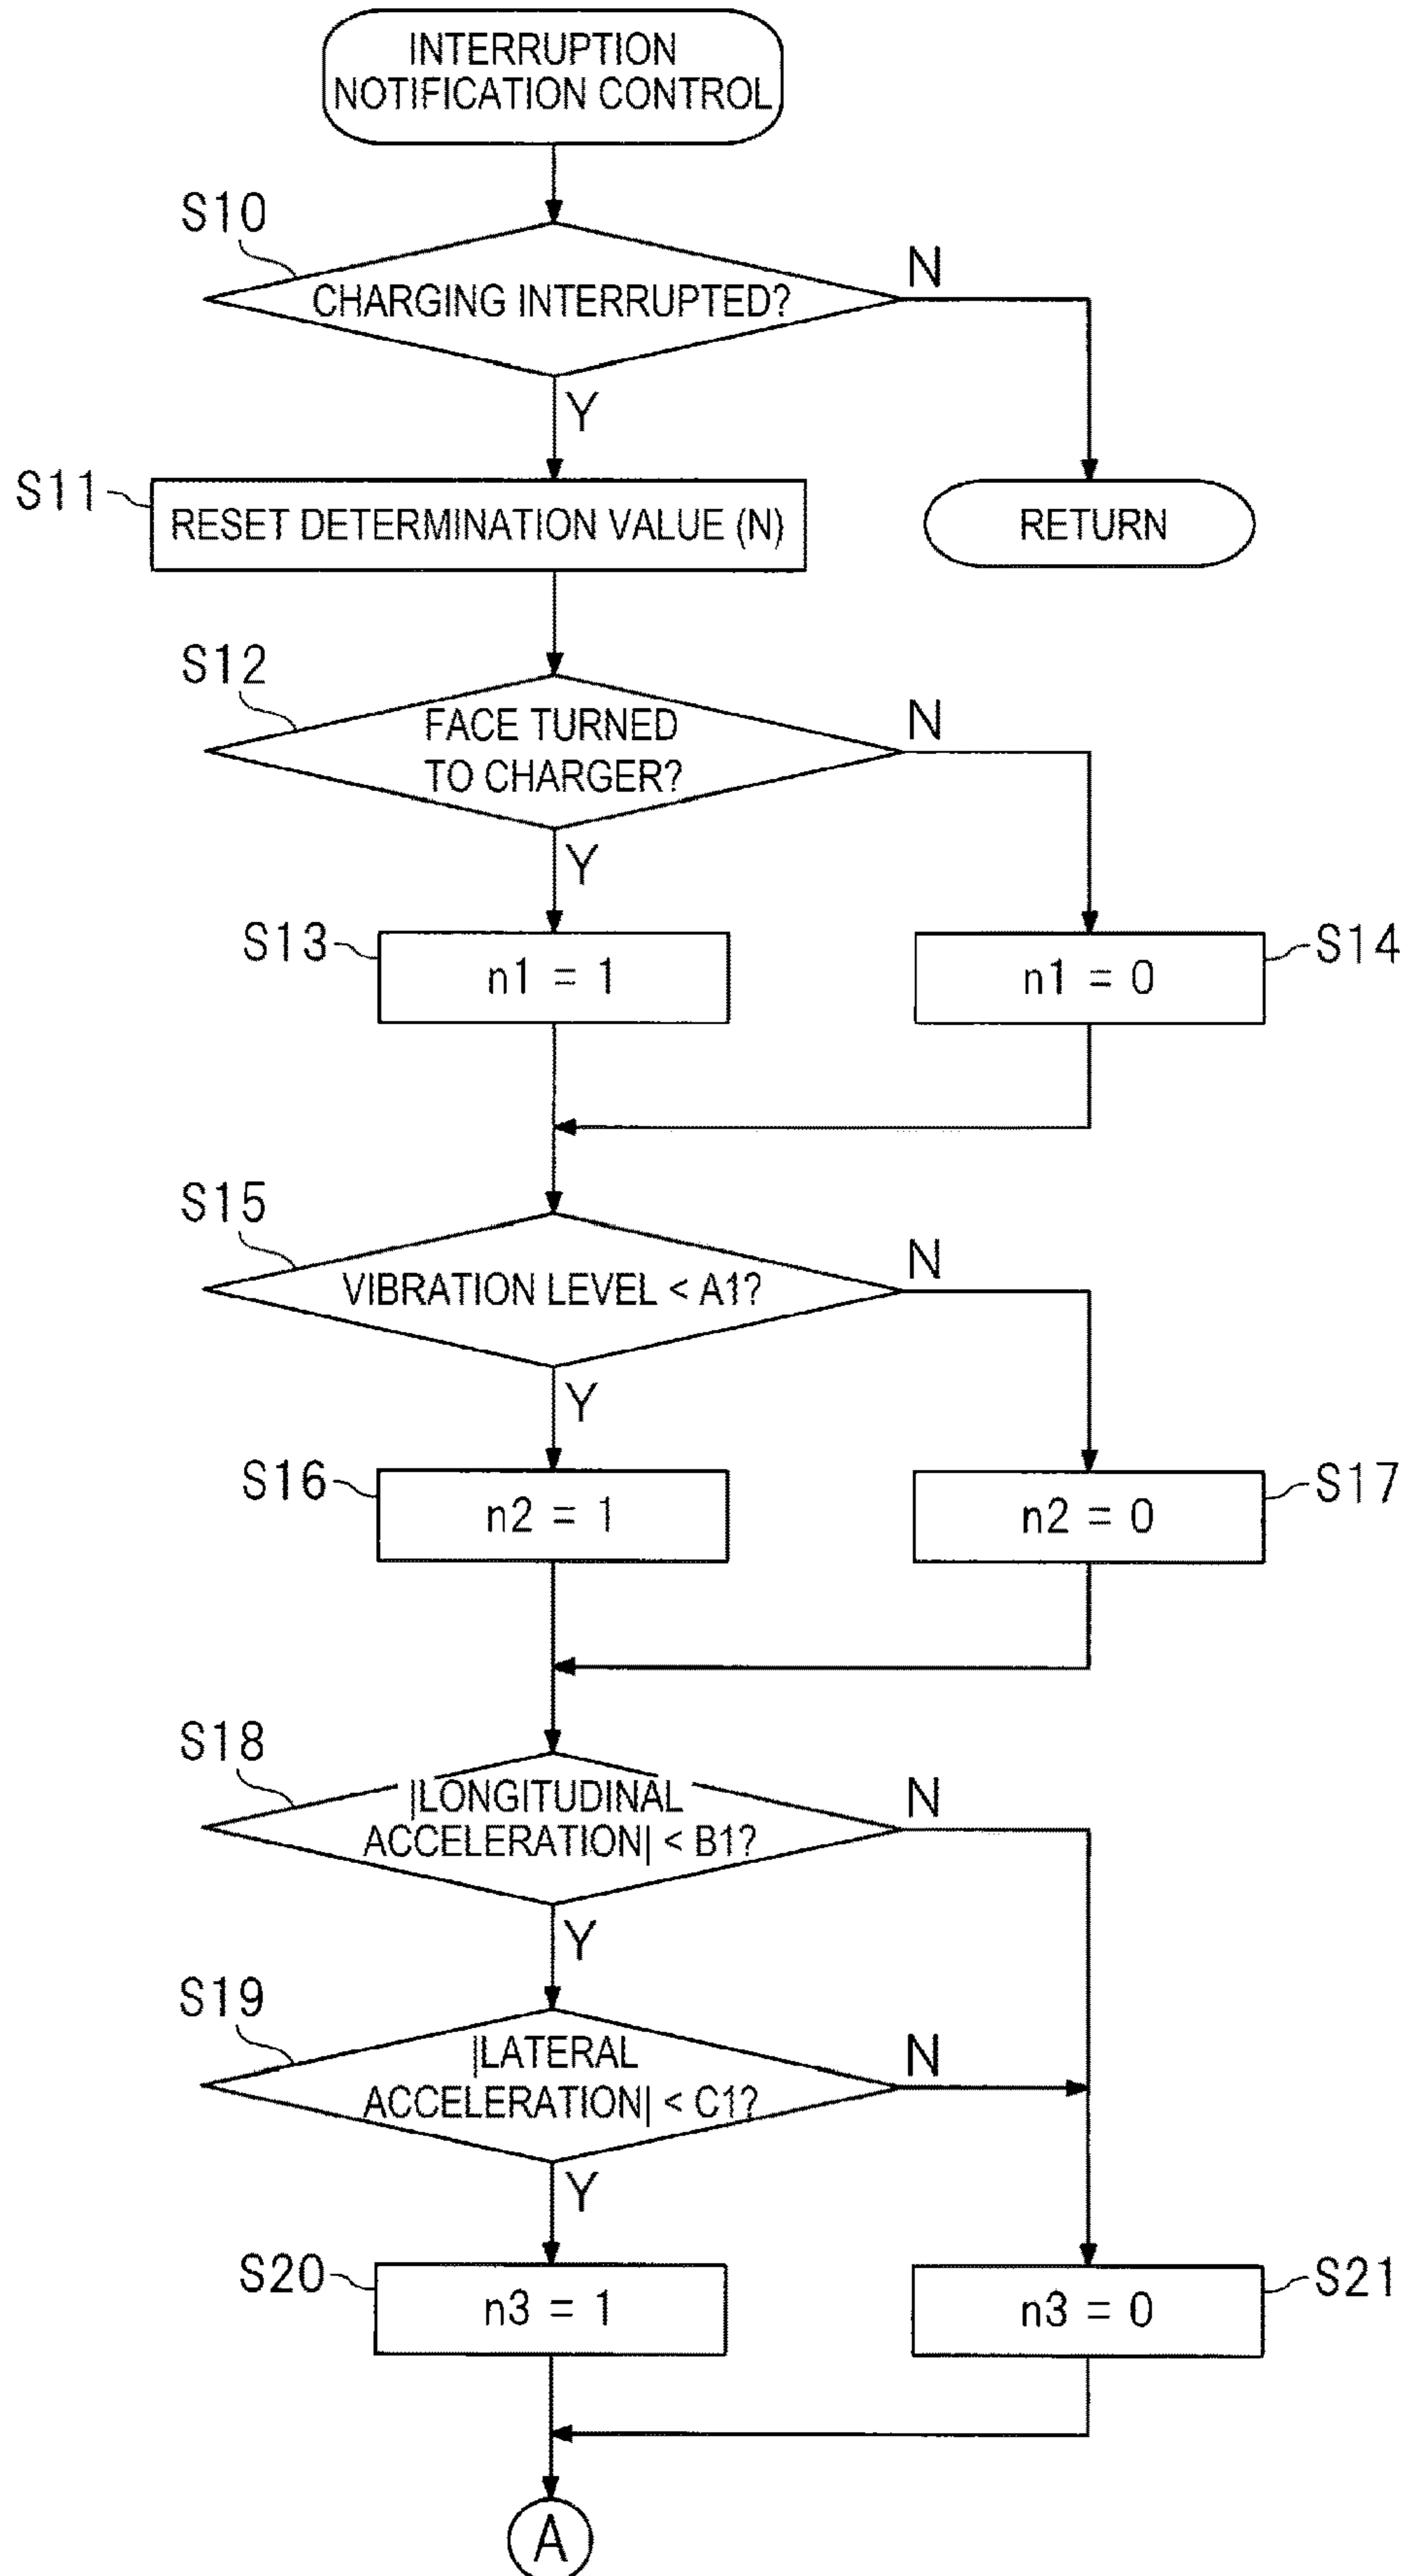 INTERRUPTION
NOTIFICATION CONTROL
S10
CHARGING INTERRUPTED?
N
Y
S11
RESET DETERMINATION VALUE (N)
RETURN
S12
FACE TURNED
TO CHARGER?
N
Y
S13
n1 = 1
n1 = 0
S14
S15
VIBRATION LEVEL < A1?
N
Y
S16
n2 = 1
n2 = 0
S17
S18
|LONGITUDINAL
ACCELERATION| < B1?
N
Y
S19
|LATERAL
ACCELERATION| < C1?
N
Y
S20
n3 = 1
n3 = 0
S21
A